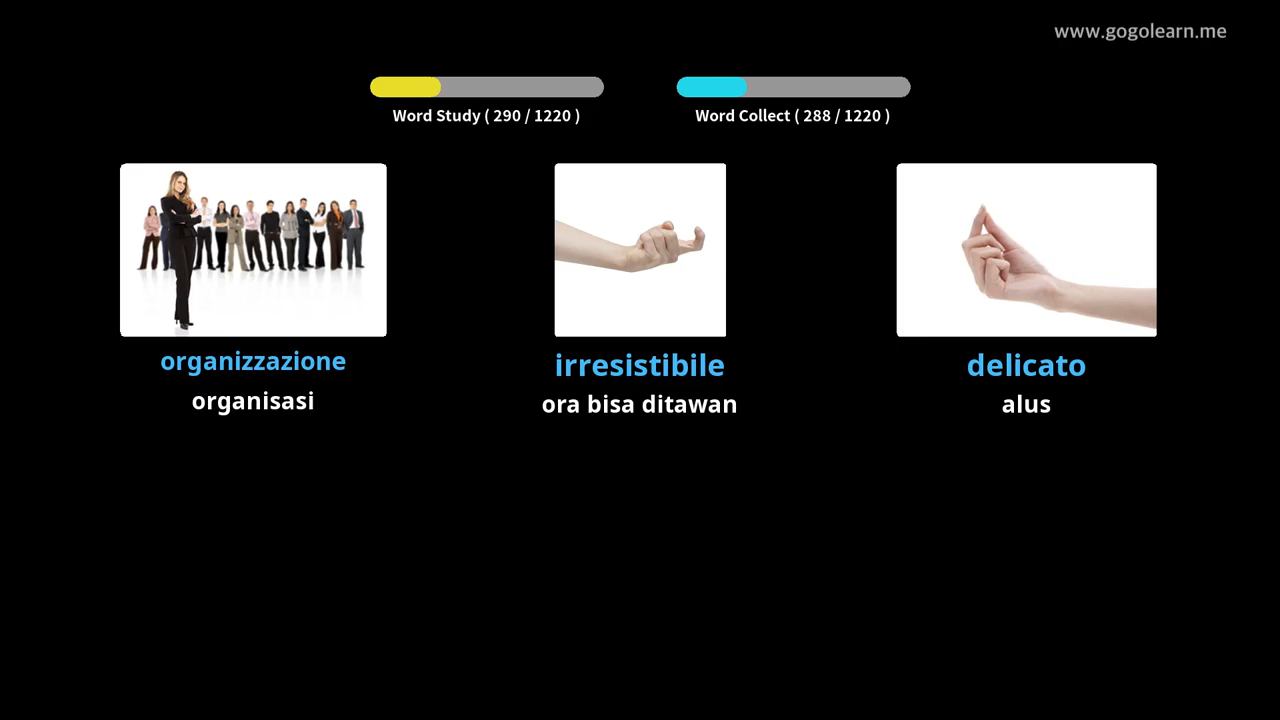 www.gogolearn.me
Word Study ( 290 / 1220 )
Word Collect ( 288 / 1220 )
organizzazione
organisasi
irresistibile
ora bisa ditawan
delicato
alus